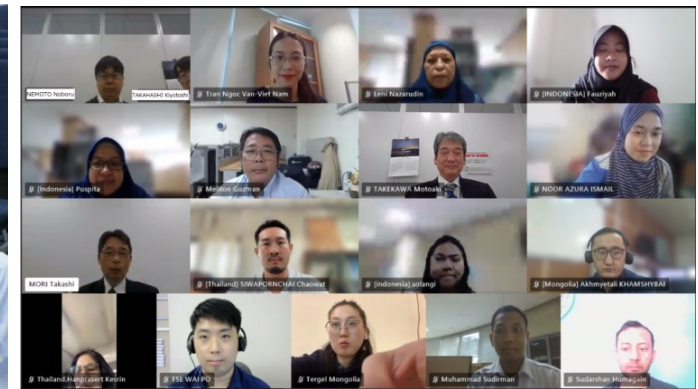 NEMOTO Noboru
TAKAHASHI Kiyotoshi
Tran Ngoc Van-Viet Nam
Leni Nazarudin
[INDONESIA] Fauziyah
[Indonesia] Puspita
Meliton Guzman
TAKEKAWA Motoaki
NOOR AZURA ISMAIL
MORI Takashi
[Thailand] SIWAPORNCHAI Chaowat
[indonesia].solangi
[Mongolia] Akhmyetali KHAMSHYBAI
Thailand,Hanprasert Kesrin
TSE WAI PO
Tergel Mongolia
Muhammad Sudirman
Sudarshan Humagain